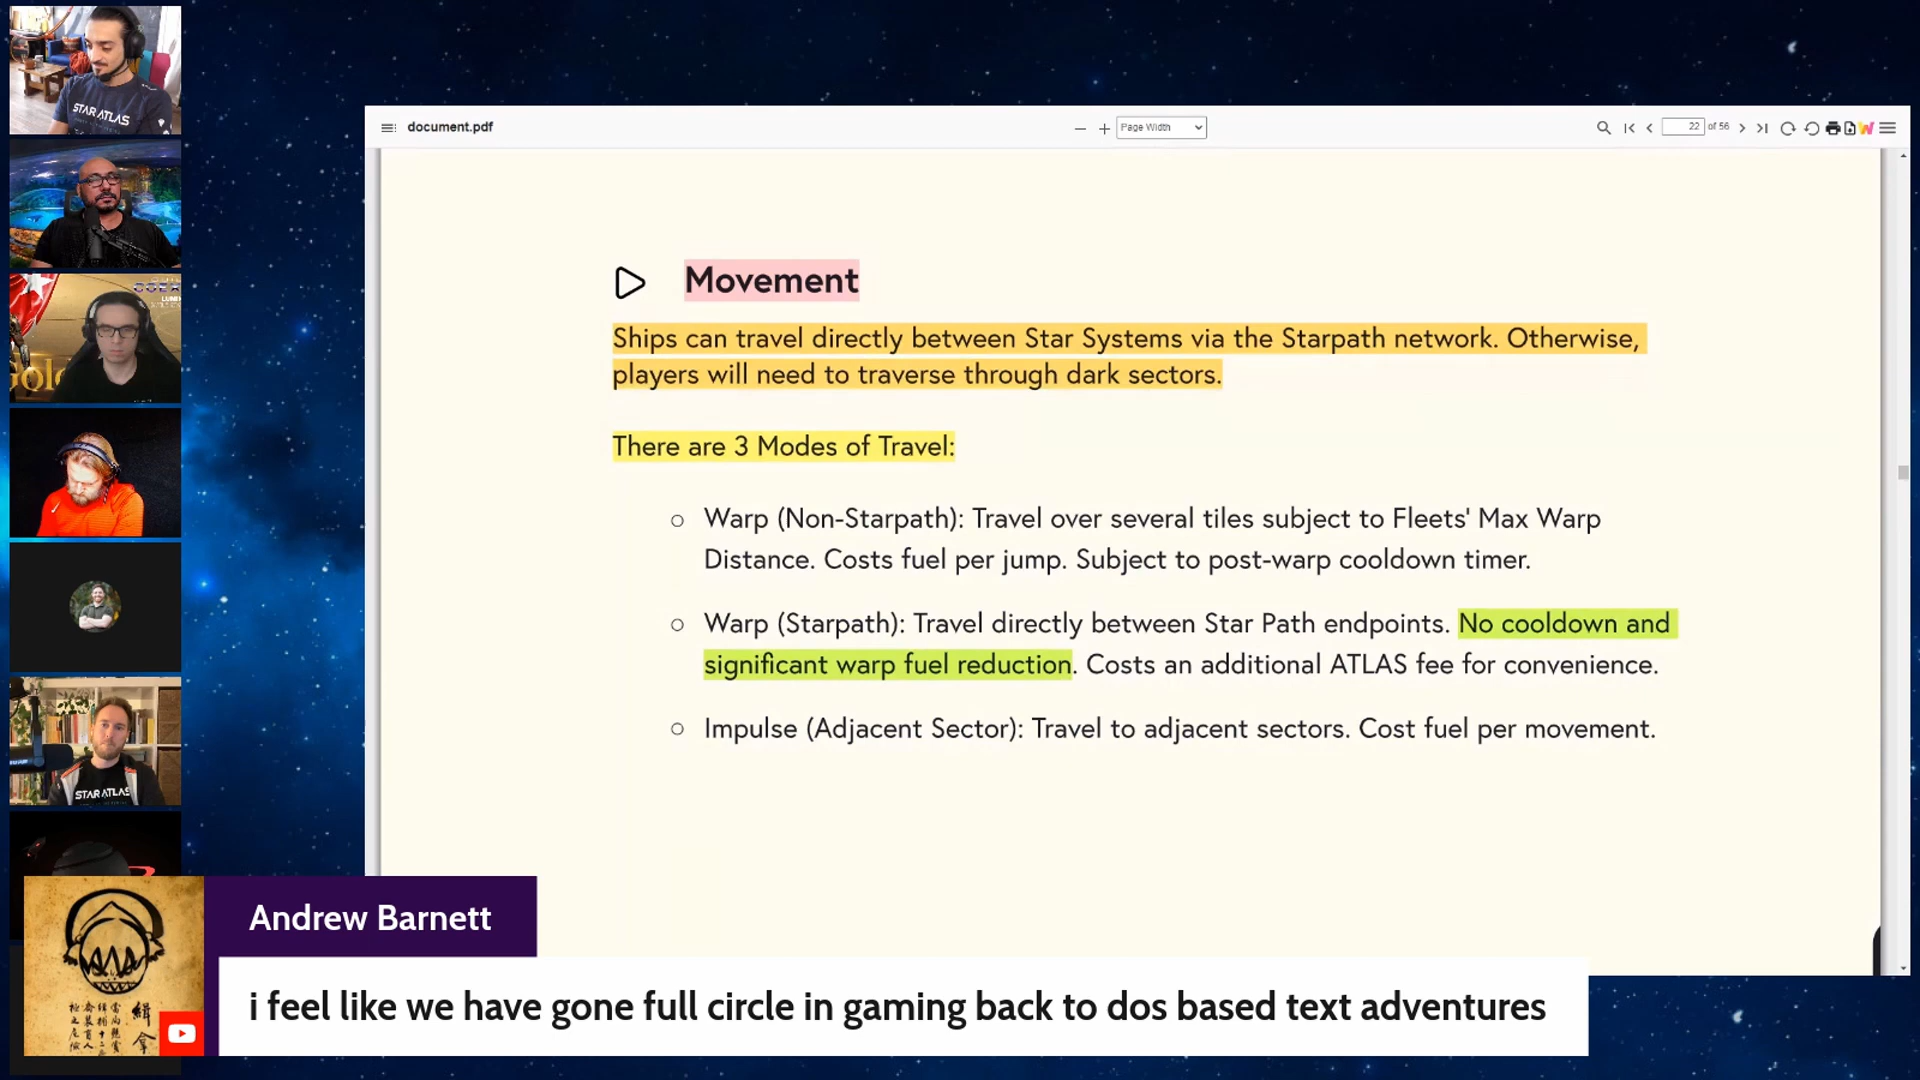 STAR ATLAS
document.pdf
Page Width
22 of 56
Movement
Ships can travel directly between Star Systems via the Starpath network. Otherwise,
players will need to traverse through dark sectors.
There are 3 Modes of Travel:
○ Warp (Non-Starpath): Travel over several tiles subject to Fleets' Max Warp
Distance. Costs fuel per jump. Subject to post-warp cooldown timer.
○ Warp (Starpath): Travel directly between Star Path endpoints. No cooldown and
significant warp fuel reduction. Costs an additional ATLAS fee for convenience.
○ Impulse (Adjacent Sector): Travel to adjacent sectors. Cost fuel per movement.
STAR ATLAS
Andrew Barnett
i feel like we have gone full circle in gaming back to dos based text adventures